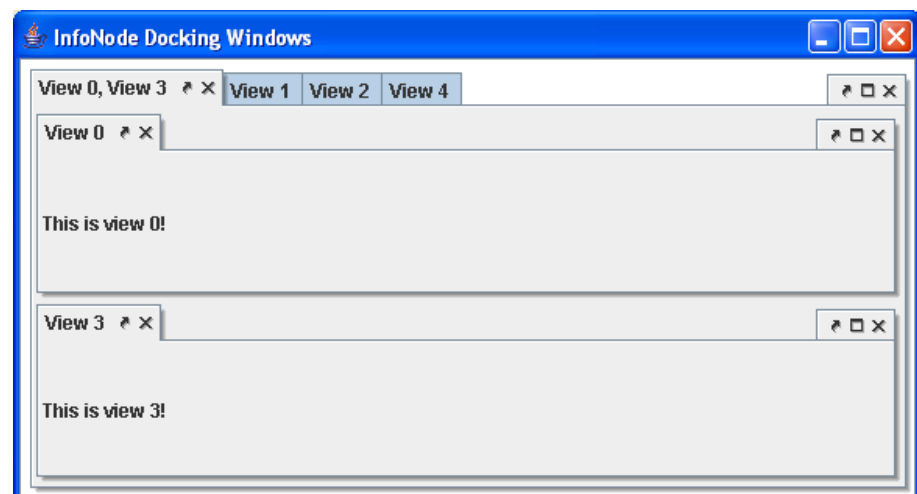 InfoNode Docking Windows
View 0, View 3 View 1 View 2 View 4
View 0
This is view 0!
View 3
This is view 3!